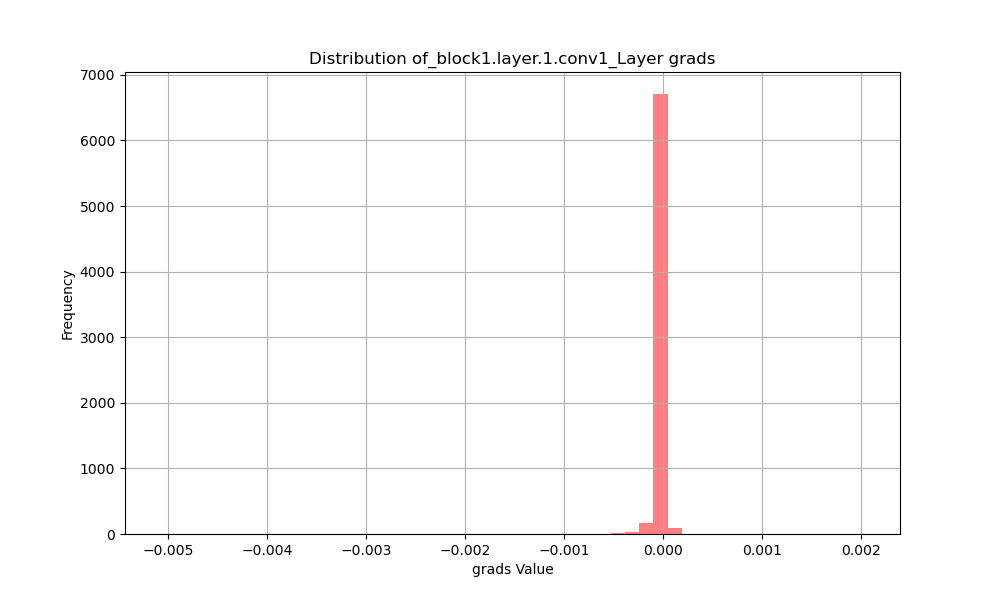 Distribution of_block1.layer.1.conv1_Layer grads
7000
6000
5000
4000
3000
2000
1000
0
Frequency
−0.005 −0.004 −0.003 −0.002 −0.001 0.000 0.001 0.002
grads Value